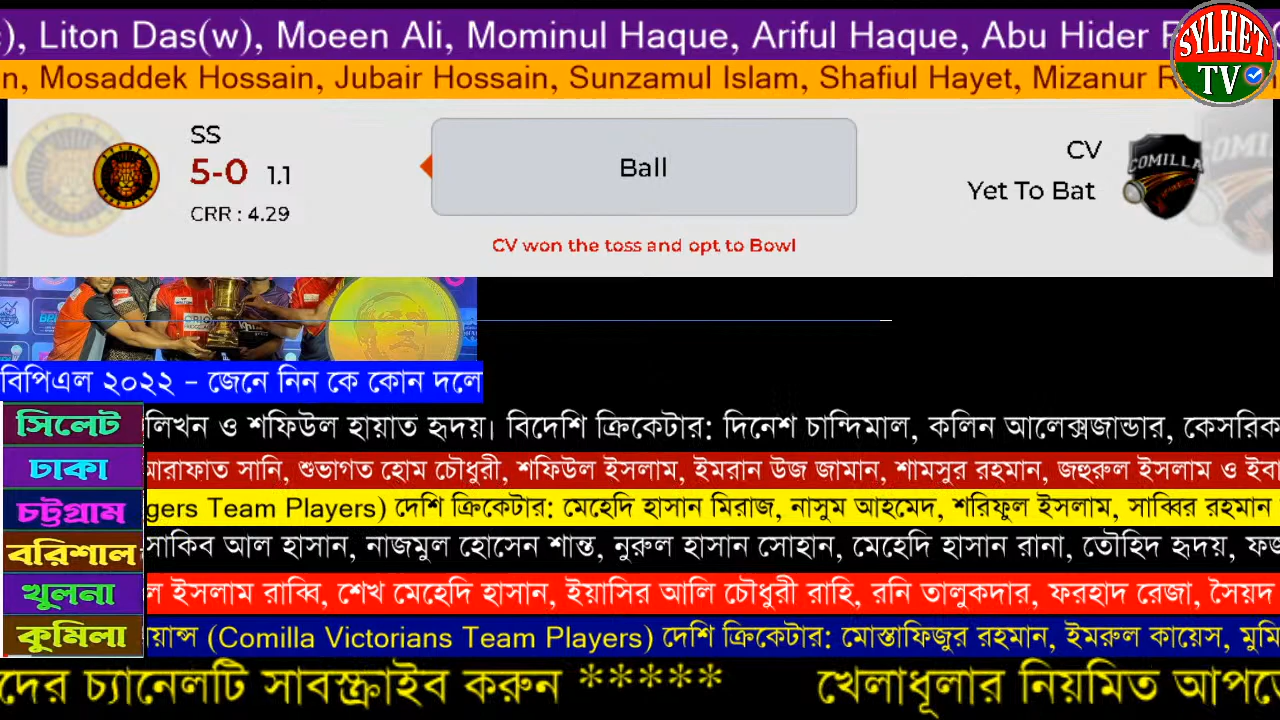 ), Liton Das(w), Moeen Ali, Mominul Haque, Ariful Haque, Abu Hider
n, Mosaddek Hossain, Jubair Hossain, Sunzamul Islam, Shafiul Hayet, Mizanur
SYLHET
TV
SS
5-0 1.1
CRR : 4.29
Ball
CV won the toss and opt to Bowl
CV
Yet To Bat
COMILLA
বিপিএল ২০২২ - জেনে নিন কে কোন দলে
সিলেট লিখন ও শফিউল হায়াত হৃদয়। বিদেশি ক্রিকেটার: দিনেশ চান্দিমাল, কলিন আলেক্সজান্ডার, কেসরিক
ঢাকা আরাফাত সানি, শুভাগত হোম চৌধুরী, শফিউল ইসলাম, ইমরান উজ জামান, শামসুর রহমান, জহুরুল ইসলাম ও ইবা
চট্টগ্রাম gers Team Players) দেশি ক্রিকেটার: মেহেদি হাসান মিরাজ, নাসুম আহমেদ, শরিফুল ইসলাম, সাব্বির রহমান
বরিশাল সাকিব আল হাসান, নাজমুল হোসেন শান্ত, নুরুল হাসান সোহান, মেহেদি হাসান রানা, তৌহিদ হৃদয়, ফজ
খুলনা ল ইসলাম রাব্বি, শেখ মেহেদি হাসান, ইয়াসির আলি চৌধুরী রাহি, রনি তালুকদার, ফরহাদ রেজা, সৈয়দ
কুমিলা য়ান্স (Comilla Victorians Team Players) দেশি ক্রিকেটার: মোস্তাফিজুর রহমান, ইমরুল কায়েস, মুমি
দের চ্যানেলটি সাবস্ক্রাইব করুন ***** খেলাধূলার নিয়মিত আপডে